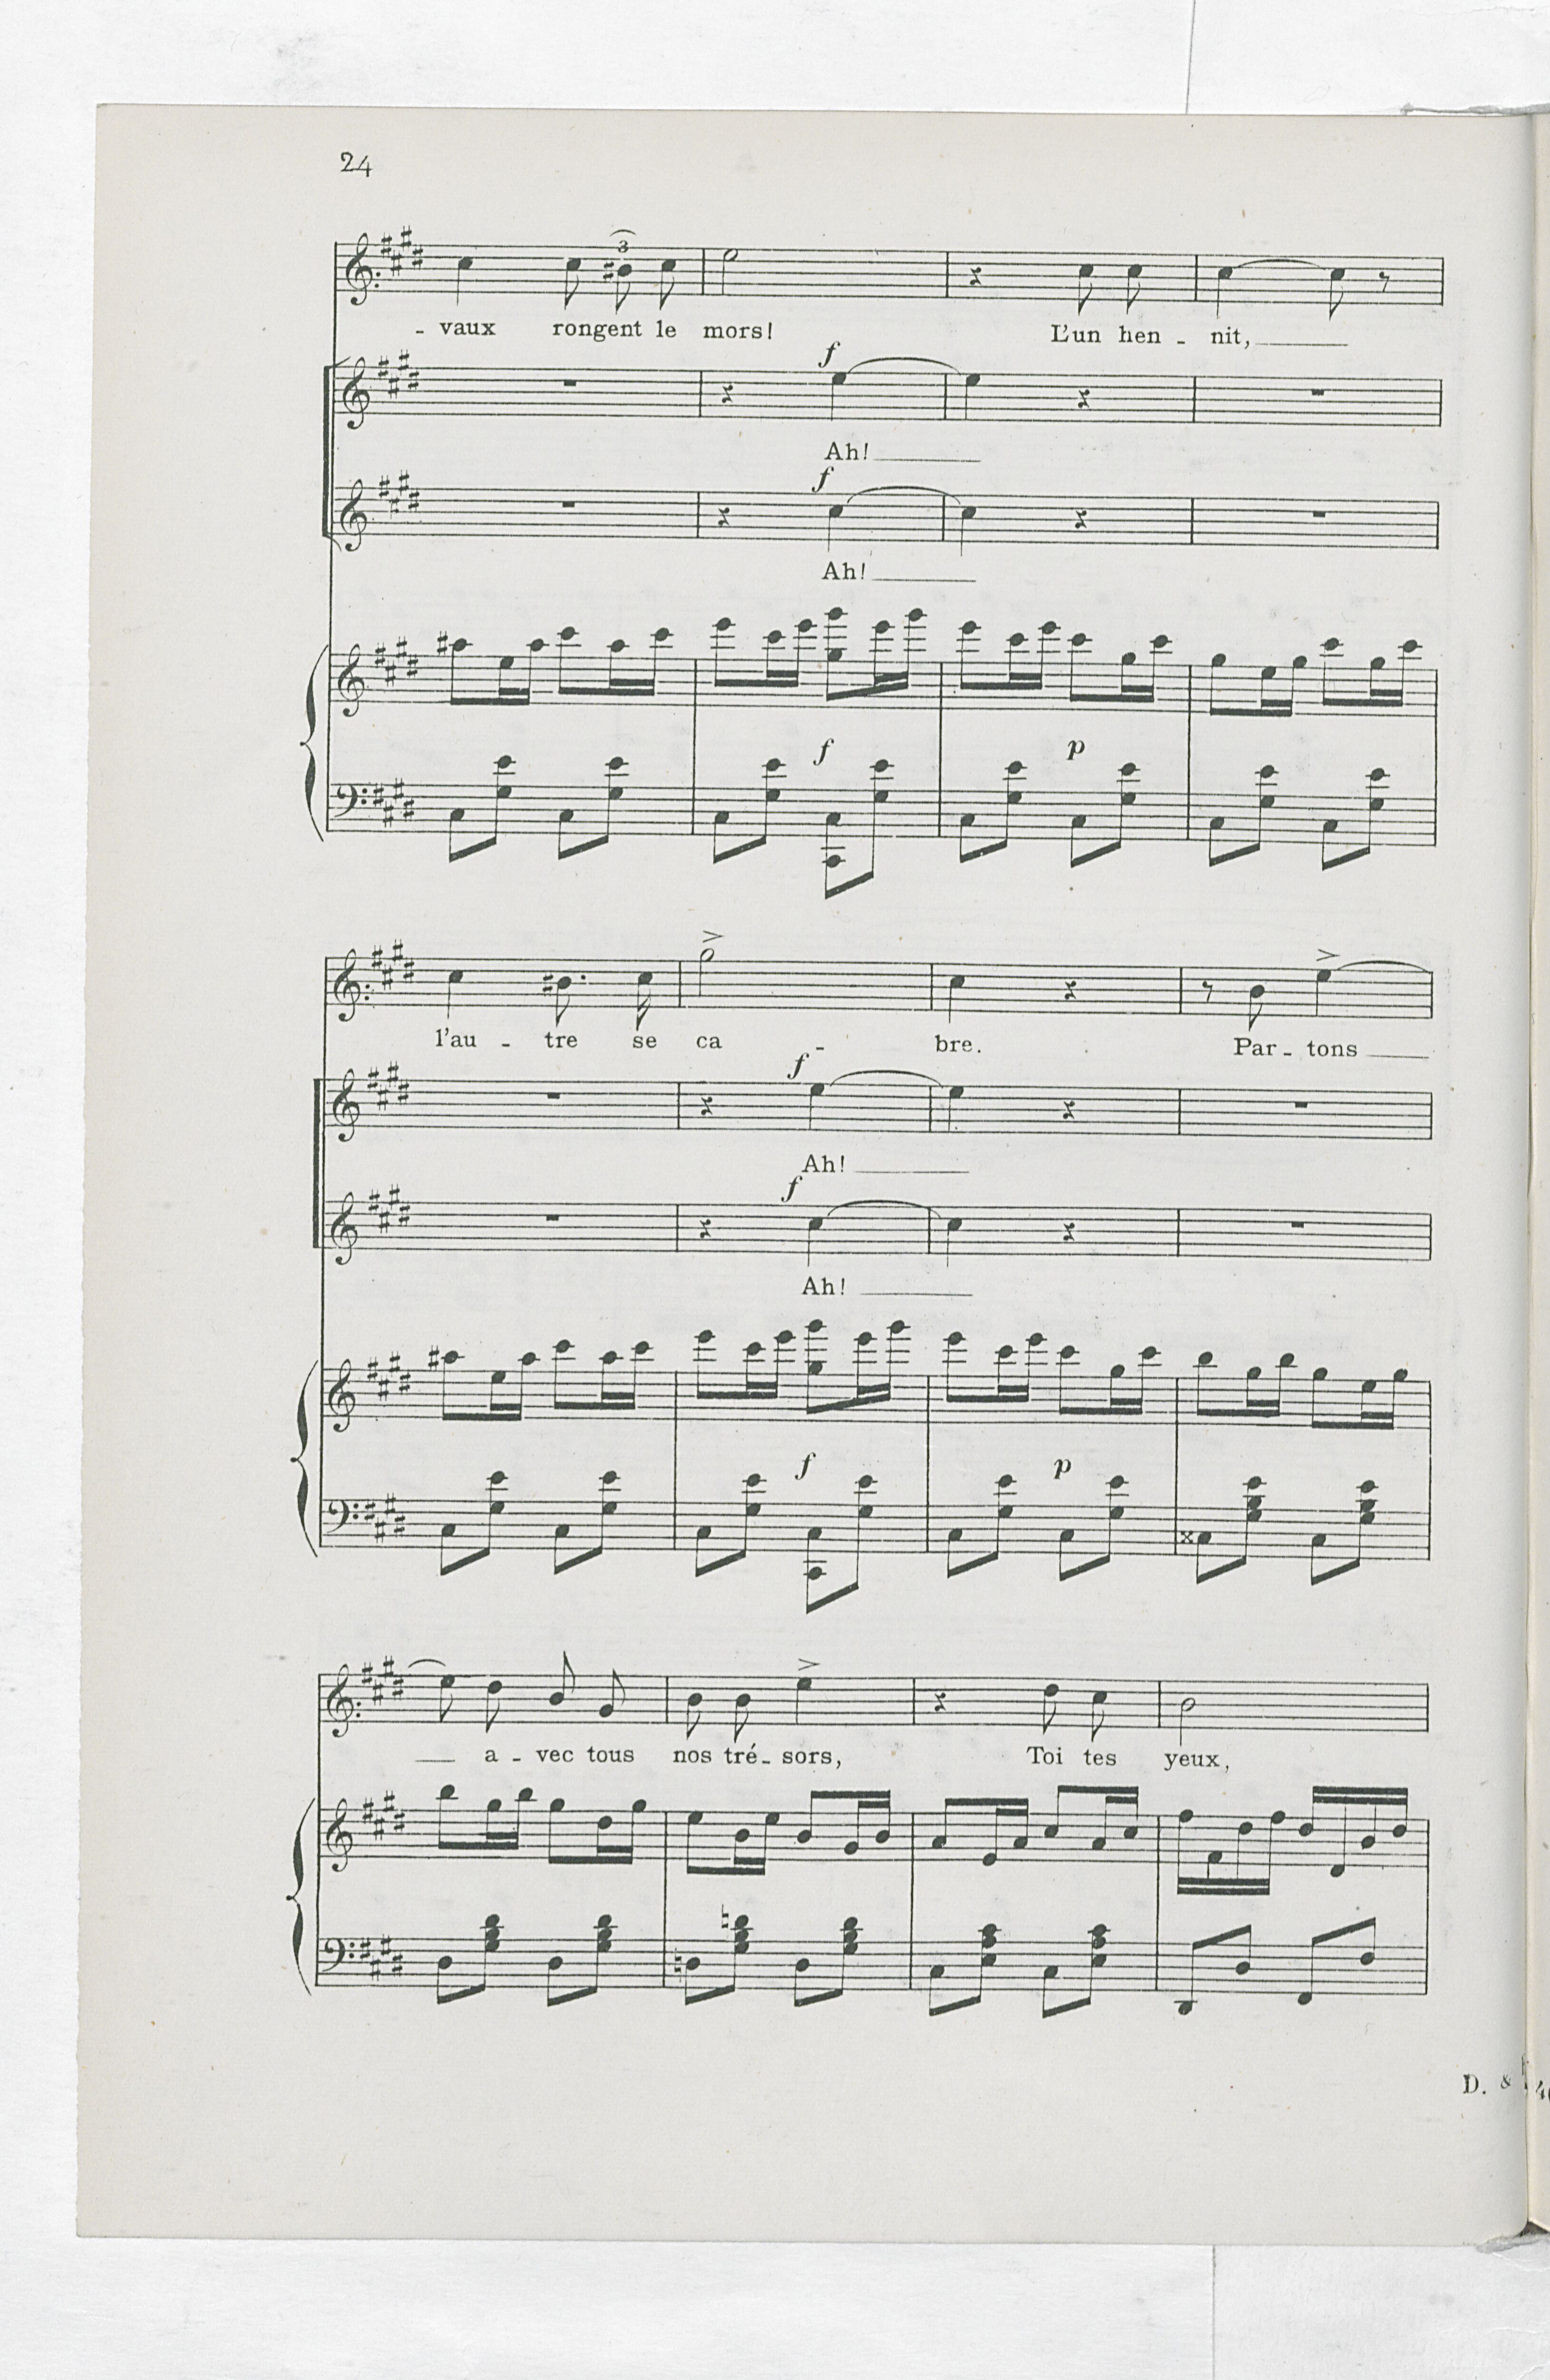 24
3
- vaux rongent le mors! L'un hen - nit,
f
Ah!
f
Ah!
f p
l'au - tre se ca - bre. Par - tons
f
Ah!
f
Ah!
f p
a - vec tous nos tré - sors, Toi tes yeux,
D. &